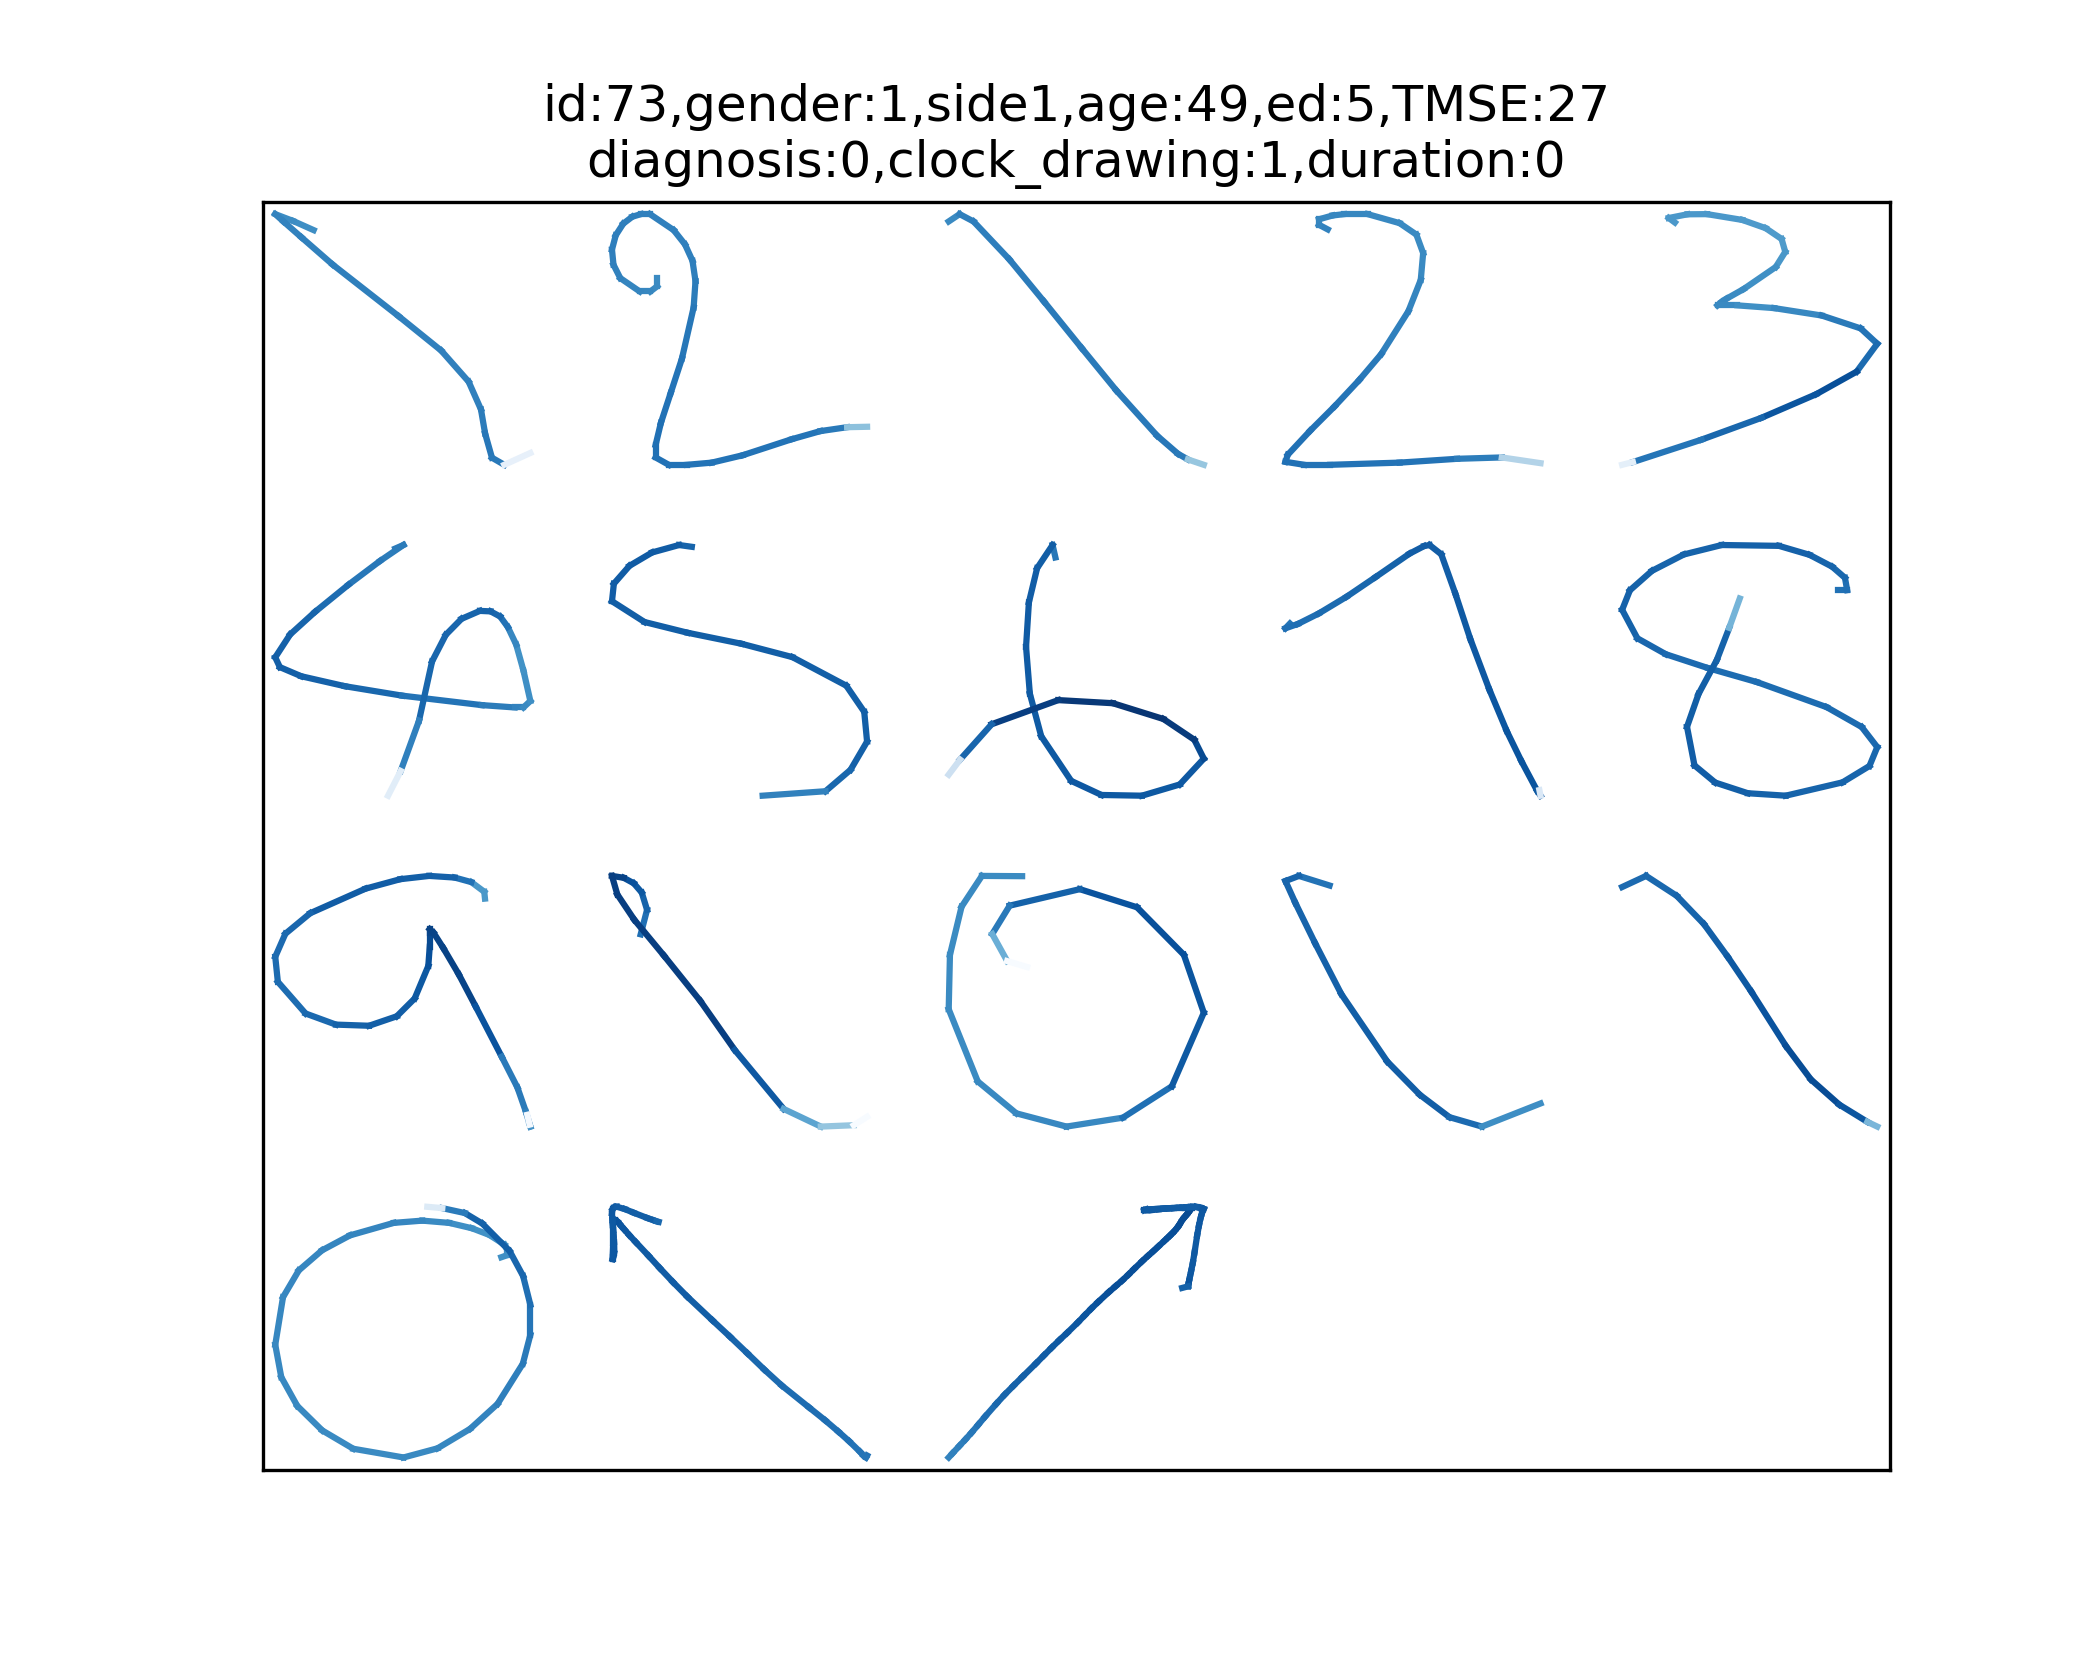 id:73,gender:1,side1,age:49,ed:5,TMSE:27
diagnosis:0,clock_drawing:1,duration:0
1 2 1 2 3
4 5 6 7 8
9 1 0 1 1
0